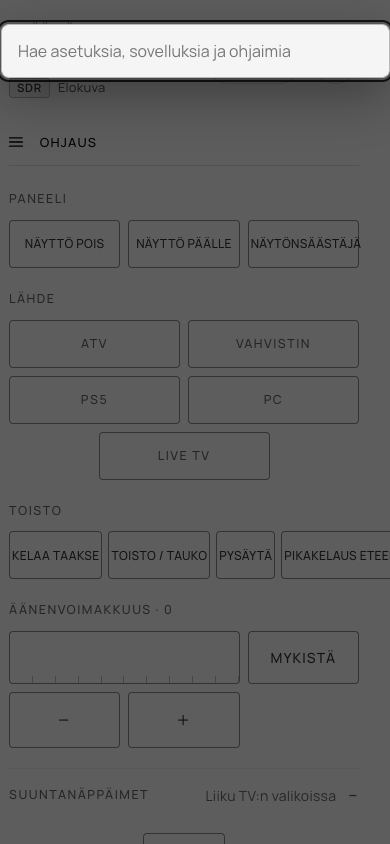 Hae asetuksia, sovelluksia ja ohjaimia
SDR Elokuva
OHJAUS
PANEELI
NÄYTTÖ POIS NÄYTTÖ PÄÄLLE NÄYTÖNSÄÄSTÄJÄ
LÄHDE
ATV VAHVISTIN
PS5 PC
LIVE TV
TOISTO
KELAA TAAKSE TOISTO / TAUKO PYSÄYTÄ PIKAKELAUS ETEE
ÄÄNENVOIMAKKUUS · 0
MYKISTÄ
− +
SUUNTANÄPPÄIMET Liiku TV:n valikoissa −